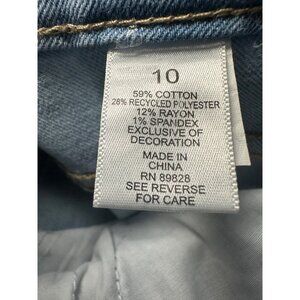 10
59% COTTON
28% RECYCLED POLYESTER
12% RAYON
1% SPANDEX
EXCLUSIVE OF
DECORATION
MADE IN
CHINA
RN 89828
SEE REVERSE
FOR CARE